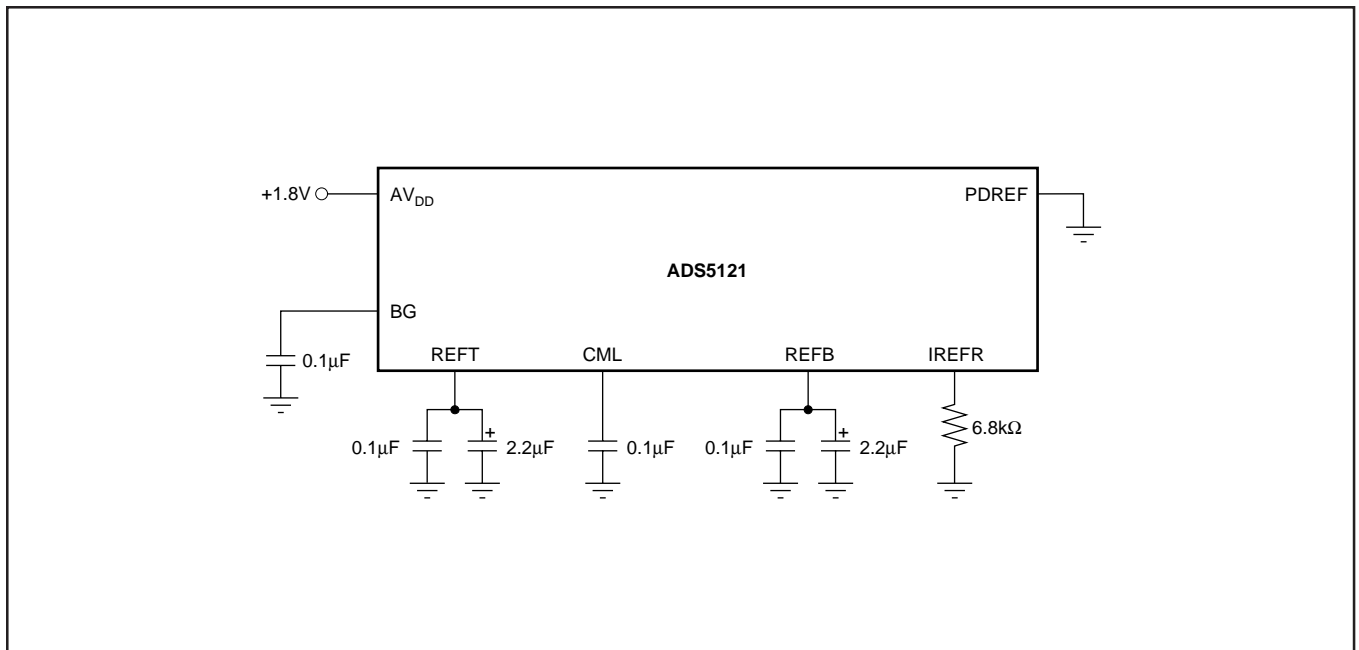 +1.8V
AVDD
PDREF
ADS5121
BG
0.1µF
REFT
CML
REFB
IREFR
0.1µF
+
2.2µF
0.1µF
0.1µF
+
2.2µF
6.8kΩ